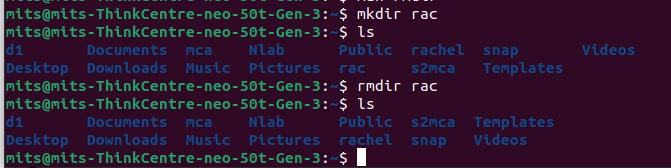 mits@mits-ThinkCentre-neo-50t-Gen-3:~$ mkdir rac
mits@mits-ThinkCentre-neo-50t-Gen-3:~$ ls
d1 Documents mca Nlab Public rachel snap Videos
Desktop Downloads Music Pictures rac s2mca Templates
mits@mits-ThinkCentre-neo-50t-Gen-3:~$ rmdir rac
mits@mits-ThinkCentre-neo-50t-Gen-3:~$ ls
d1 Documents mca Nlab Public s2mca Templates
Desktop Downloads Music Pictures rachel snap Videos
mits@mits-ThinkCentre-neo-50t-Gen-3:~$